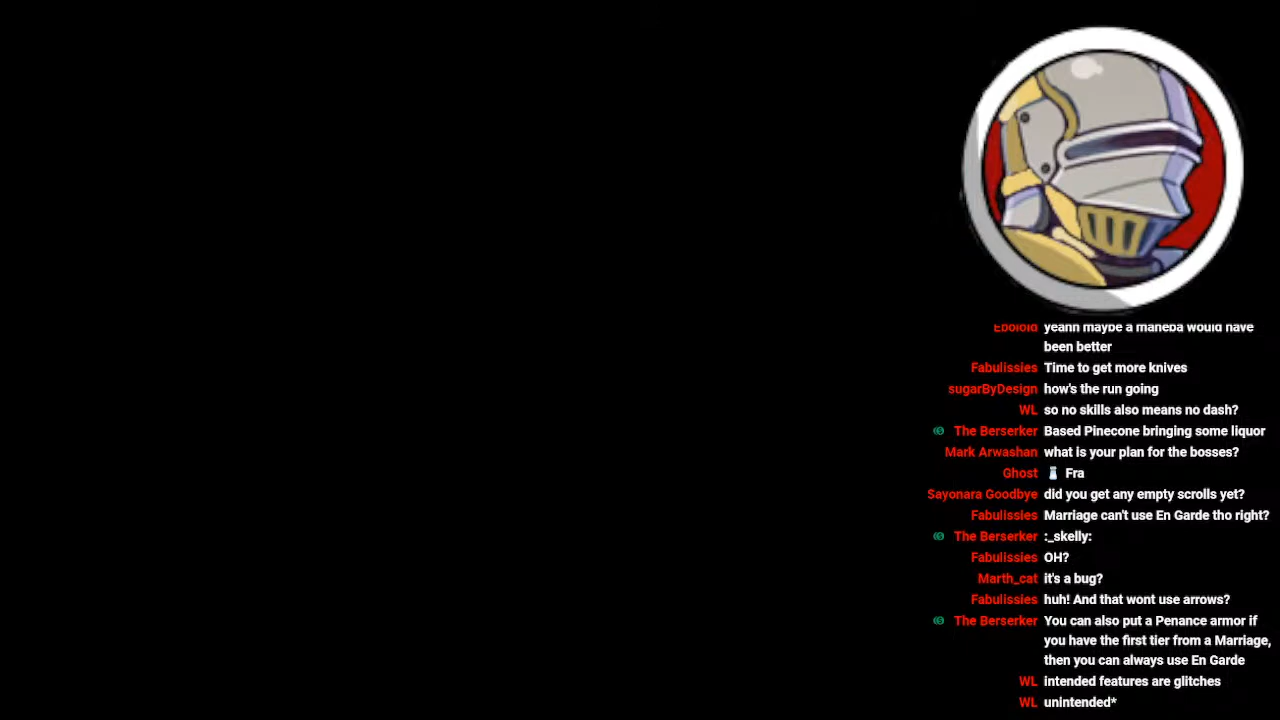 Eboloid yeahh maybe a maneba would have
been better
Fabulissies Time to get more knives
sugarByDesign how's the run going
WL so no skills also means no dash?
The Berserker Based Pinecone bringing some liquor
Mark Arwashan what is your plan for the bosses?
Ghost 🧂 Fra
Sayonara Goodbye did you get any empty scrolls yet?
Fabulissies Marriage can't use En Garde tho right?
The Berserker :_skelly:
Fabulissies OH?
Marth_cat it's a bug?
Fabulissies huh! And that wont use arrows?
The Berserker You can also put a Penance armor if
you have the first tier from a Marriage,
then you can always use En Garde
WL intended features are glitches
WL unintended*